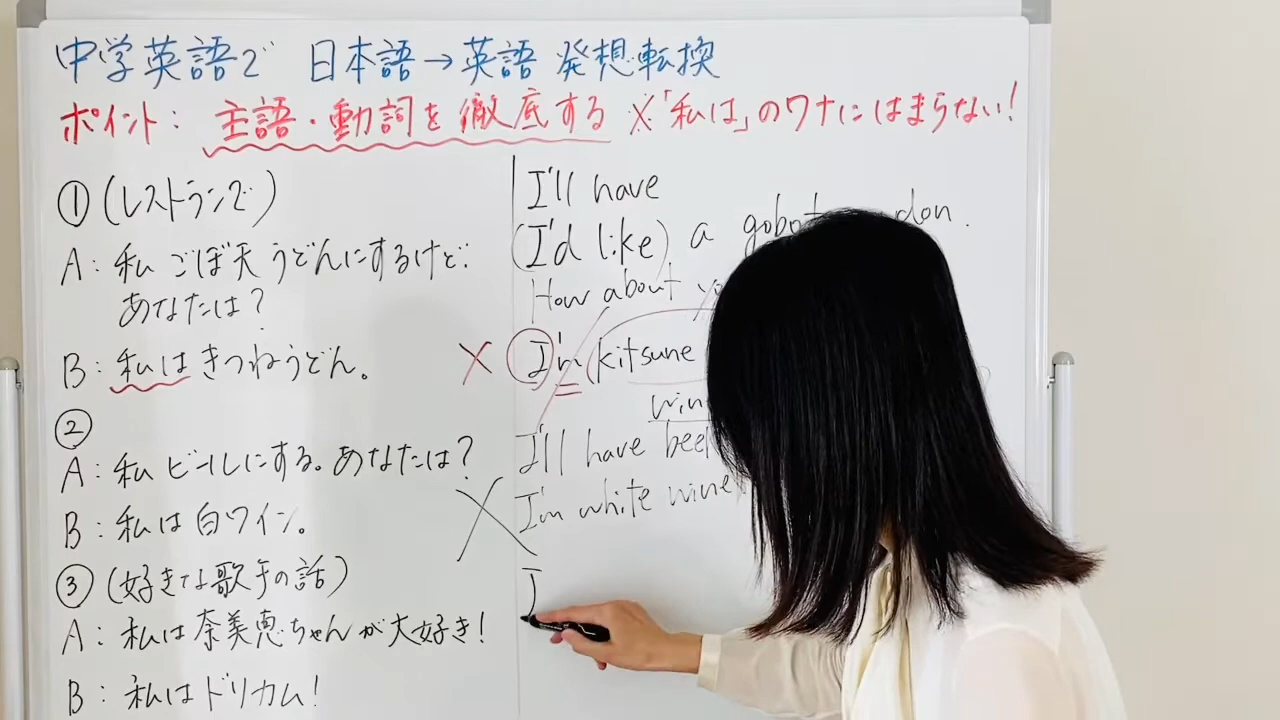 中学英語で 日本語→英語 発想転換
ポイント: 主語・動詞を徹底する ※「私は」のワナにはまらない!
① (レストランで)
A: 私 ごぼ天うどんにするけど、
あなたは?
B: 私はきつねうどん。
②
A: 私 ビールにする。あなたは?
B: 私は白ワイン。
③ (好きな歌手の話)
A: 私は奈美恵ちゃんが大好き!
B: 私はドリカム!
I'll have
(I'd like) a
How about
× I'm (kitsune
I'll have
× I'm white wine
I